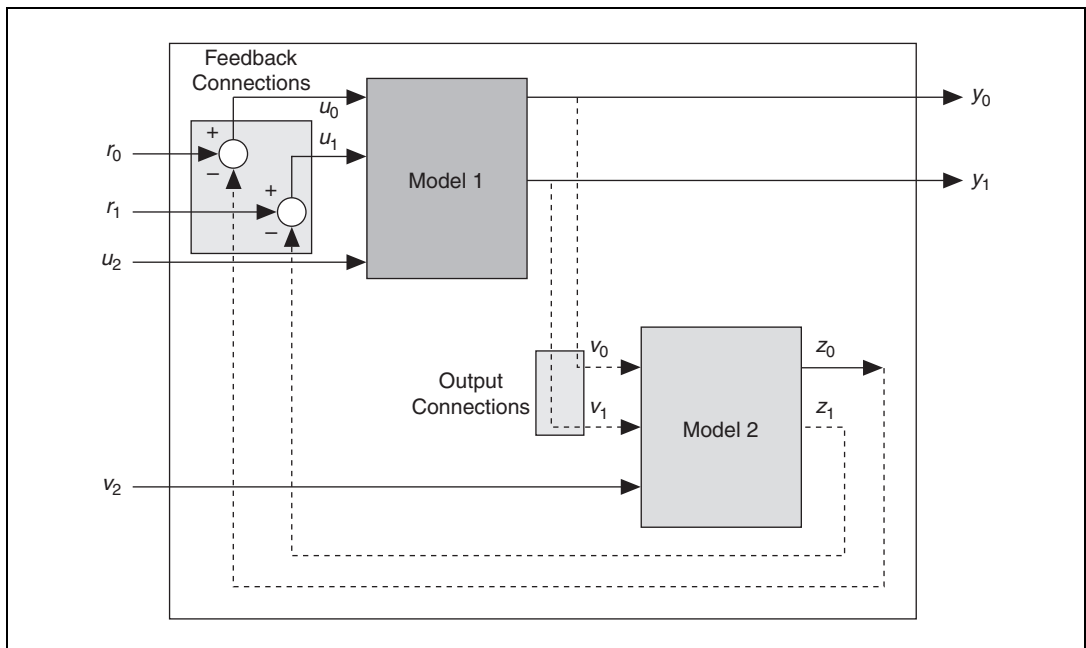 Feedback
Connections
u0
y0
+
u1
r0
−
Model 1
+
y1
r1
−
u2
v0
z0
Output
Connections
v1
z1
Model 2
v2